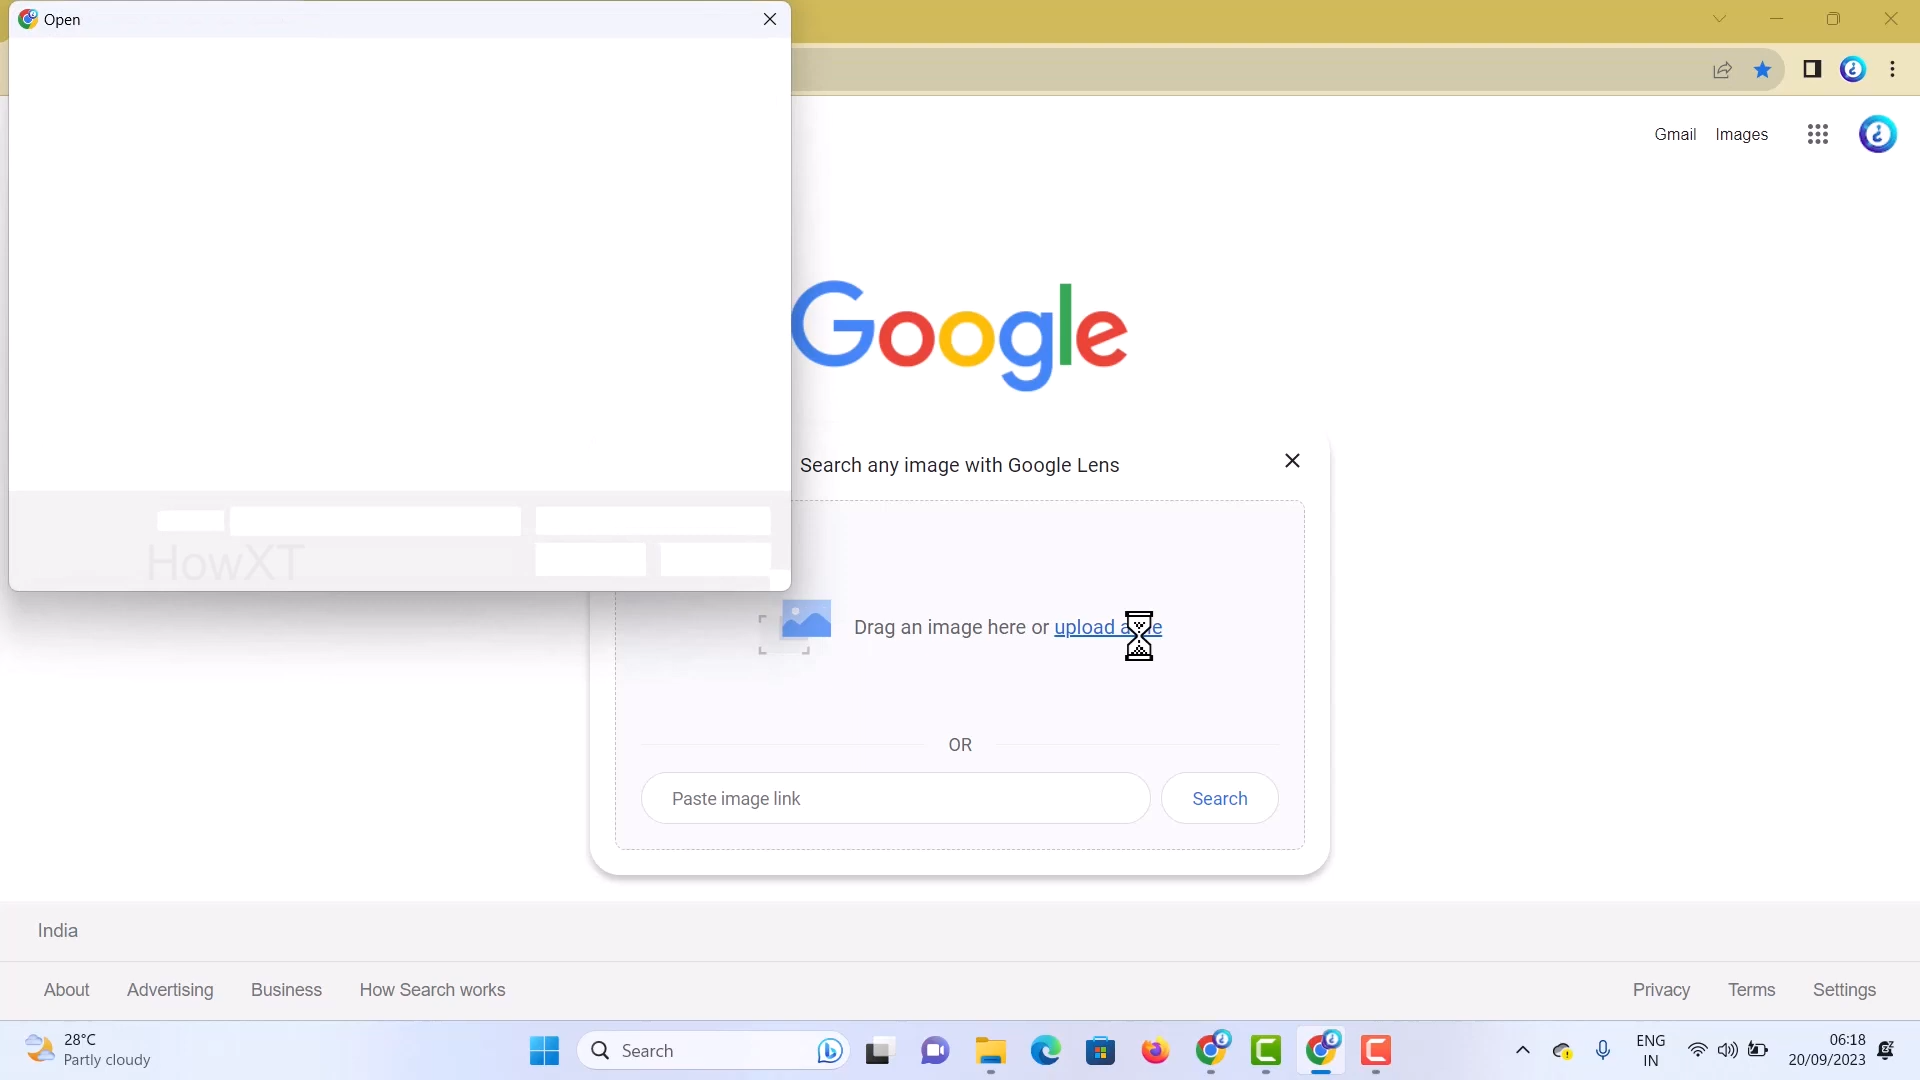 Open
Gmail Images
Google
Search any image with Google Lens
HowXT
Drag an image here or upload a
OR
Paste image link
Search
India
About Advertising Business How Search works
Privacy Terms Settings
28°C
Partly cloudy
Search
ENG
IN
06:18
20/09/2023